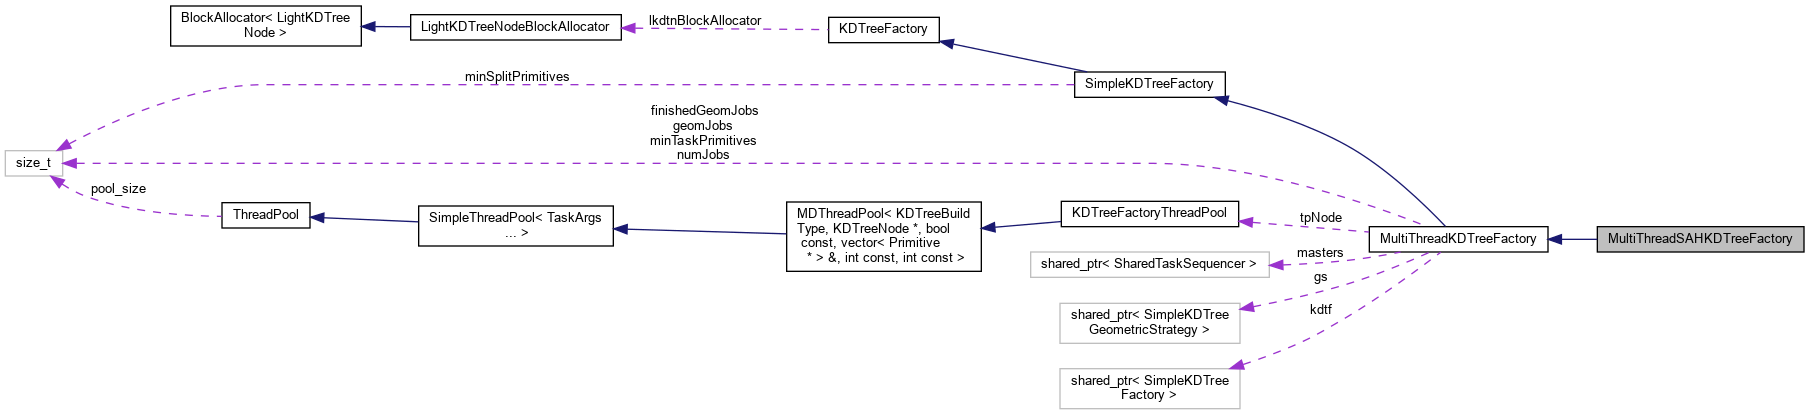 BlockAllocator< LightKDTree
Node >
LightKDTreeNodeBlockAllocator
lkdtnBlockAllocator
KDTreeFactory
minSplitPrimitives
SimpleKDTreeFactory
finishedGeomJobs
geomJobs
minTaskPrimitives
numJobs
size_t
pool_size
ThreadPool
SimpleThreadPool< TaskArgs
... >
MDThreadPool< KDTreeBuild
Type, KDTreeNode *, bool
const, vector< Primitive
* > &, int const, int const >
KDTreeFactoryThreadPool
tpNode
MultiThreadKDTreeFactory
MultiThreadSAHKDTreeFactory
shared_ptr< SharedTaskSequencer >
masters
gs
shared_ptr< SimpleKDTree
GeometricStrategy >
kdtf
shared_ptr< SimpleKDTree
Factory >